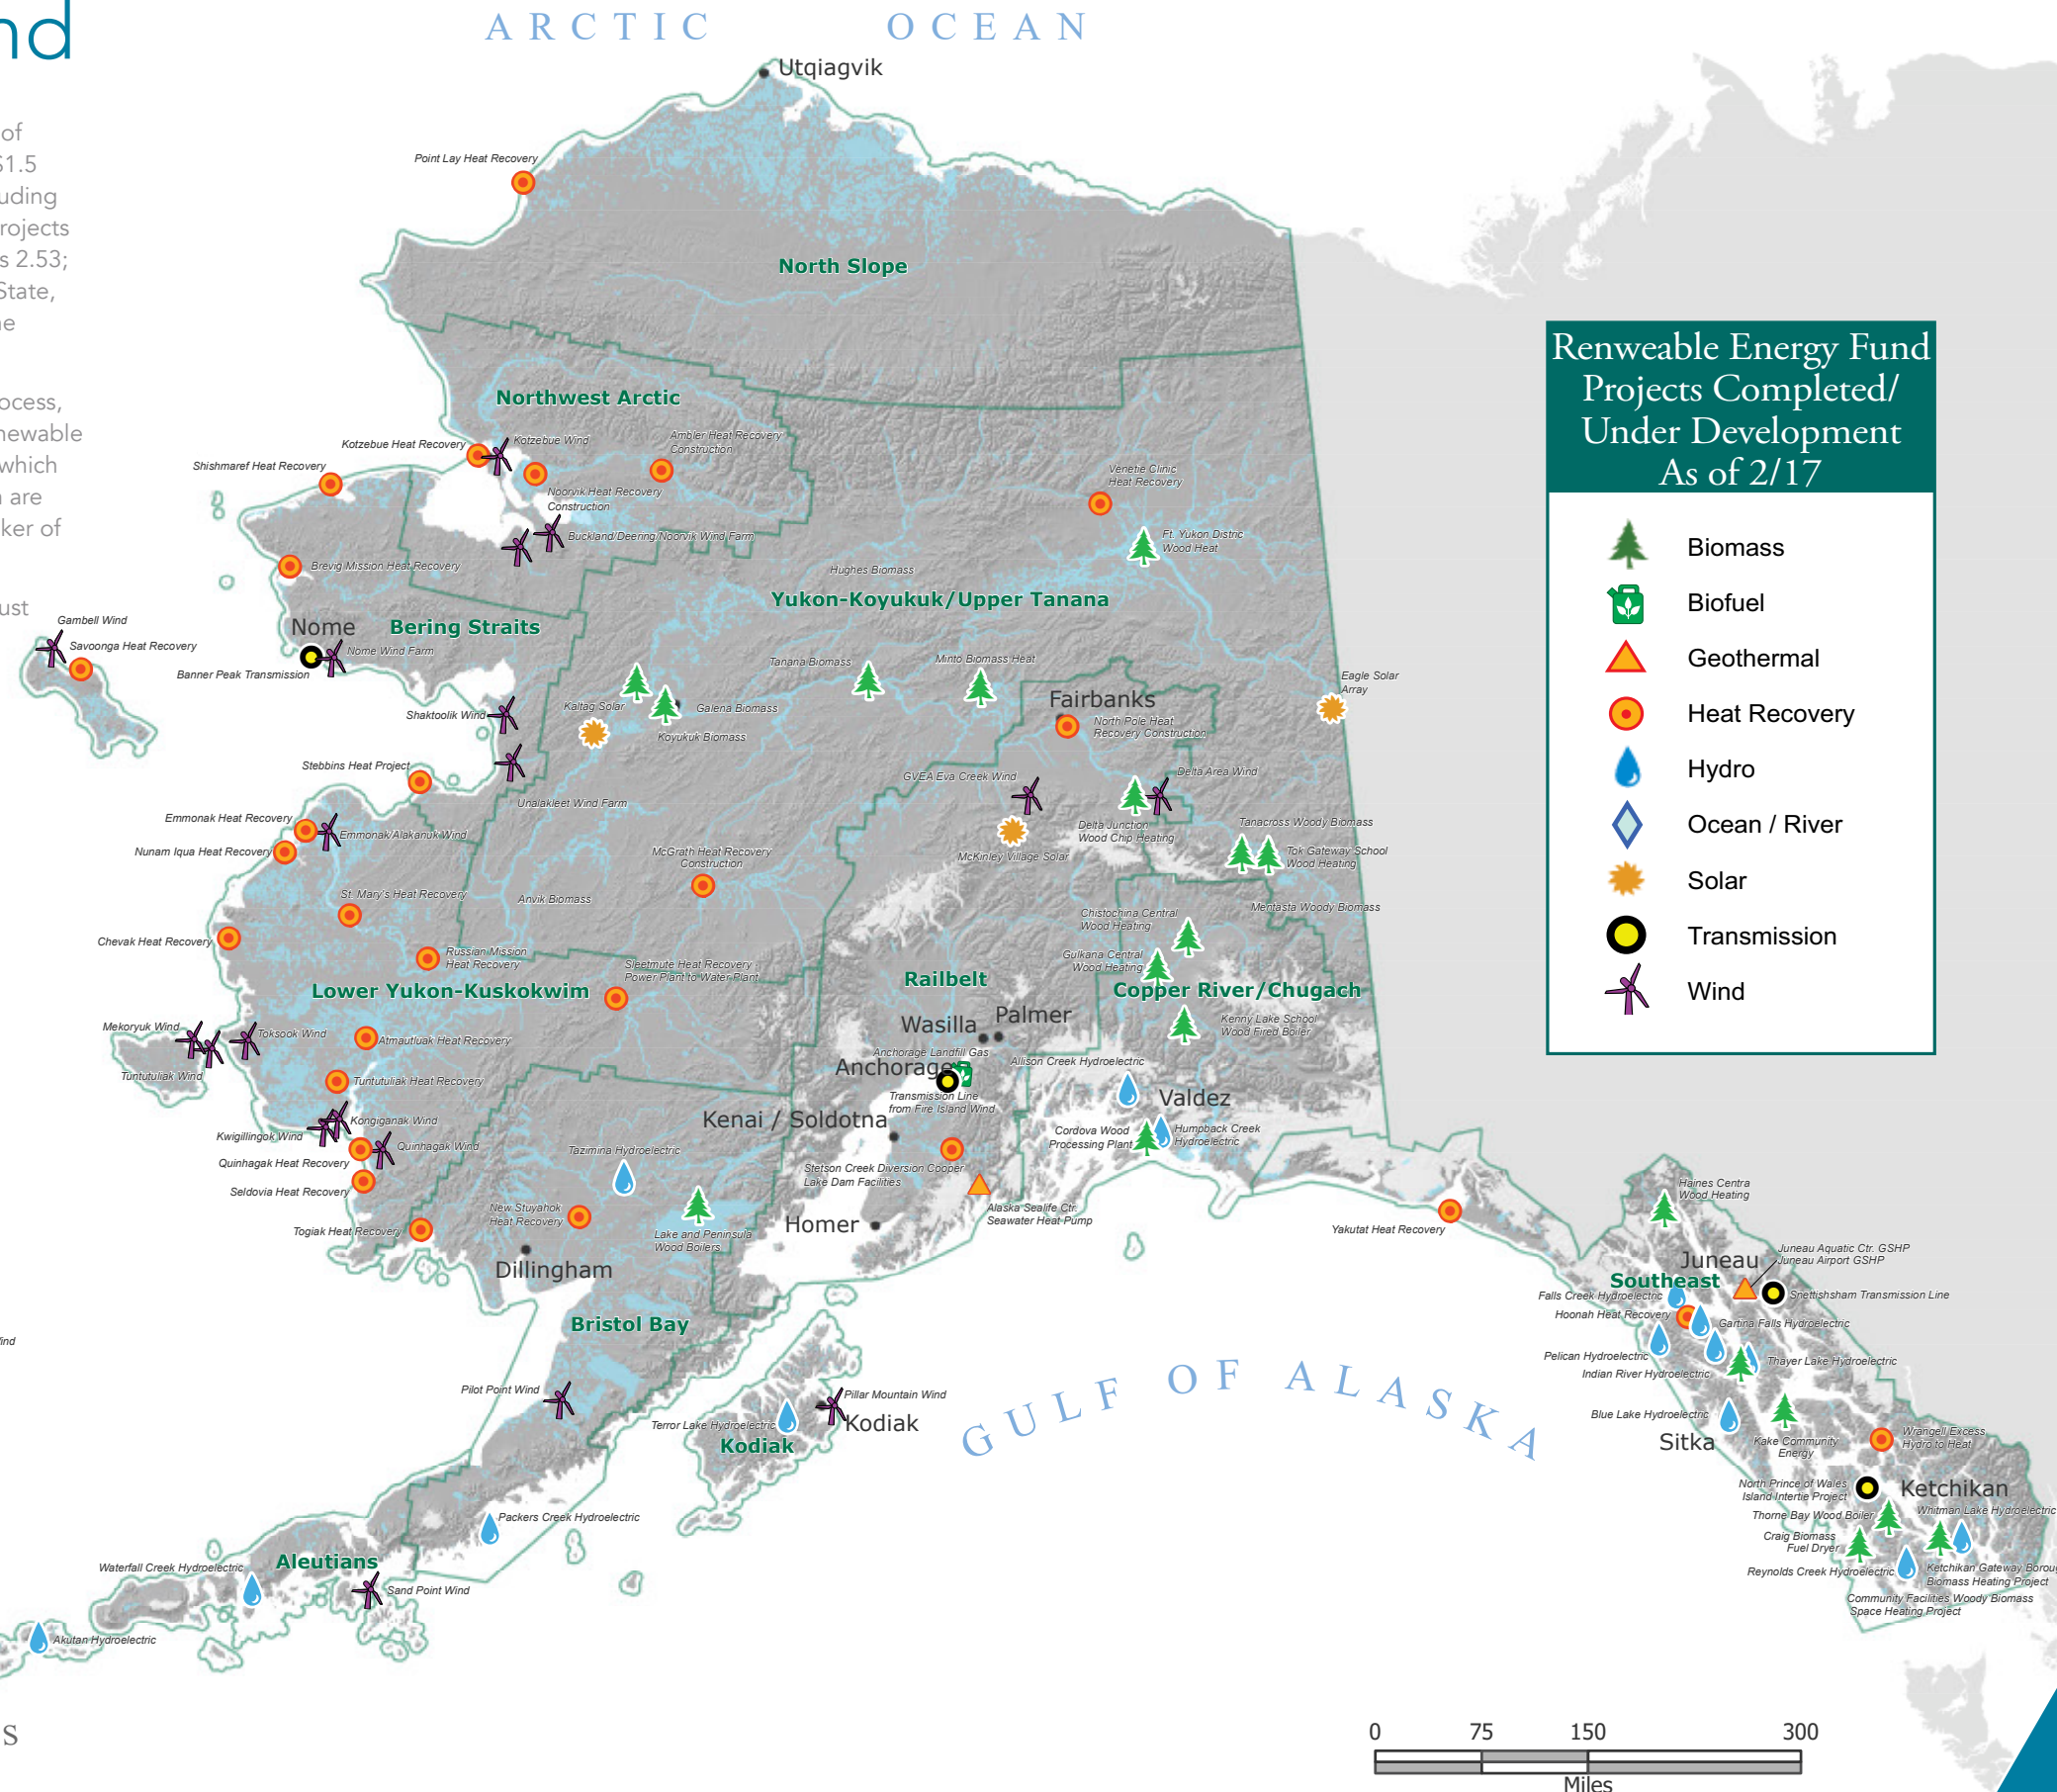 nd
of
$1.5
uding
rojects
s 2.53;
State,
ne
ocess,
newable
which
n are
ker of
ust
ARCTIC OCEAN
Utqiagvik
Point Lay Heat Recovery
North Slope
Northwest Arctic
Kotzebue Heat Recovery
Kotzebue Wind
Ambler Heat Recovery
Construction
Shishmaref Heat Recovery
Noorvik Heat Recovery
Construction
Venetie Clinic
Heat Recovery
Buckland/Deering/Noorvik Wind Farm
Ft. Yukon Distric
Wood Heat
Brevig Mission Heat Recovery
Hughes Biomass
Yukon-Koyukuk/Upper Tanana
Gambell Wind
Savoonga Heat Recovery
Nome
Bering Straits
Nome Wind Farm
Banner Peak Transmission
Tanana Biomass
Minto Biomass Heat
Eagle Solar
Array
Shaktoolik Wind
Kaltag Solar
Galena Biomass
Koyukuk Biomass
Fairbanks
North Pole Heat
Recovery Construction
Stebbins Heat Project
Unalakleet Wind Farm
GVEA Eva Creek Wind
Delta Area Wind
Emmonak Heat Recovery
Emmonak/Alakanuk Wind
Nunam Iqua Heat Recovery
McGrath Heat Recovery
Construction
McKinley Village Solar
Delta Junction
Wood Chip Heating
Tanacross Woody Biomass
Tok Gateway School
Wood Heating
St. Mary's Heat Recovery
Anvik Biomass
Mentasta Woody Biomass
Chistochina Central
Wood Heating
Chevak Heat Recovery
Russian Mission
Heat Recovery
Sleetmute Heat Recovery
Power Plant to Water Plant
Gulkana Central
Wood Heating
Railbelt
Lower Yukon-Kuskokwim
Copper River/Chugach
Mekoryuk Wind
Toksook Wind
Atmautluak Heat Recovery
Wasilla
Palmer
Kenny Lake School
Wood Fired Boiler
Tuntutuliak Wind
Tuntutuliak Heat Recovery
Anchorage Landfill Gas
Anchorage
Allison Creek Hydroelectric
Transmission Line
from Fire Island Wind
Valdez
Kongiganak Wind
Kwigillingok Wind
Kenai / Soldotna
Cordova Wood
Processing Plant
Humpback Creek
Hydroelectric
Quinhagak Wind
Quinhagak Heat Recovery
Tazimina Hydroelectric
Stetson Creek Diversion Cooper
Lake Dam Facilities
Seldovia Heat Recovery
New Stuyahok
Heat Recovery
Togiak Heat Recovery
Lake and Peninsula
Wood Boilers
Homer
Alaska Sealife Ctr.
Seawater Heat Pump
Dillingham
Yakutat Heat Recovery
Haines Centra
Wood Heating
Juneau
Juneau Aquatic Ctr. GSHP
Juneau Airport GSHP
Southeast
Falls Creek Hydroelectric
Snettishsham Transmission Line
Hoonah Heat Recovery
Gartina Falls Hydroelectric
Bristol Bay
ind
Pelican Hydroelectric
Thayer Lake Hydroelectric
Indian River Hydroelectric
Pilot Point Wind
Pillar Mountain Wind
Terror Lake Hydroelectric
Kodiak
Kodiak
GULF OF ALASKA
Blue Lake Hydroelectric
Sitka
Kake Community
Energy
Wrangell Excess
Hydro to Heat
North Prince of Wales
Island Intertie Project
Ketchikan
Thorne Bay Wood Boiler
Whitman Lake Hydroelectric
Craig Biomass
Fuel Dryer
Reynolds Creek Hydroelectric
Ketchikan Gateway Borou
Biomass Heating Project
Community Facilities Woody Biomass
Space Heating Project
Packers Creek Hydroelectric
Aleutians
Waterfall Creek Hydroelectric
Sand Point Wind
Akutan Hydroelectric
s
Renweable Energy Fund
Projects Completed/
Under Development
As of 2/17
Biomass
Biofuel
Geothermal
Heat Recovery
Hydro
Ocean / River
Solar
Transmission
Wind
0 75 150 300
Miles